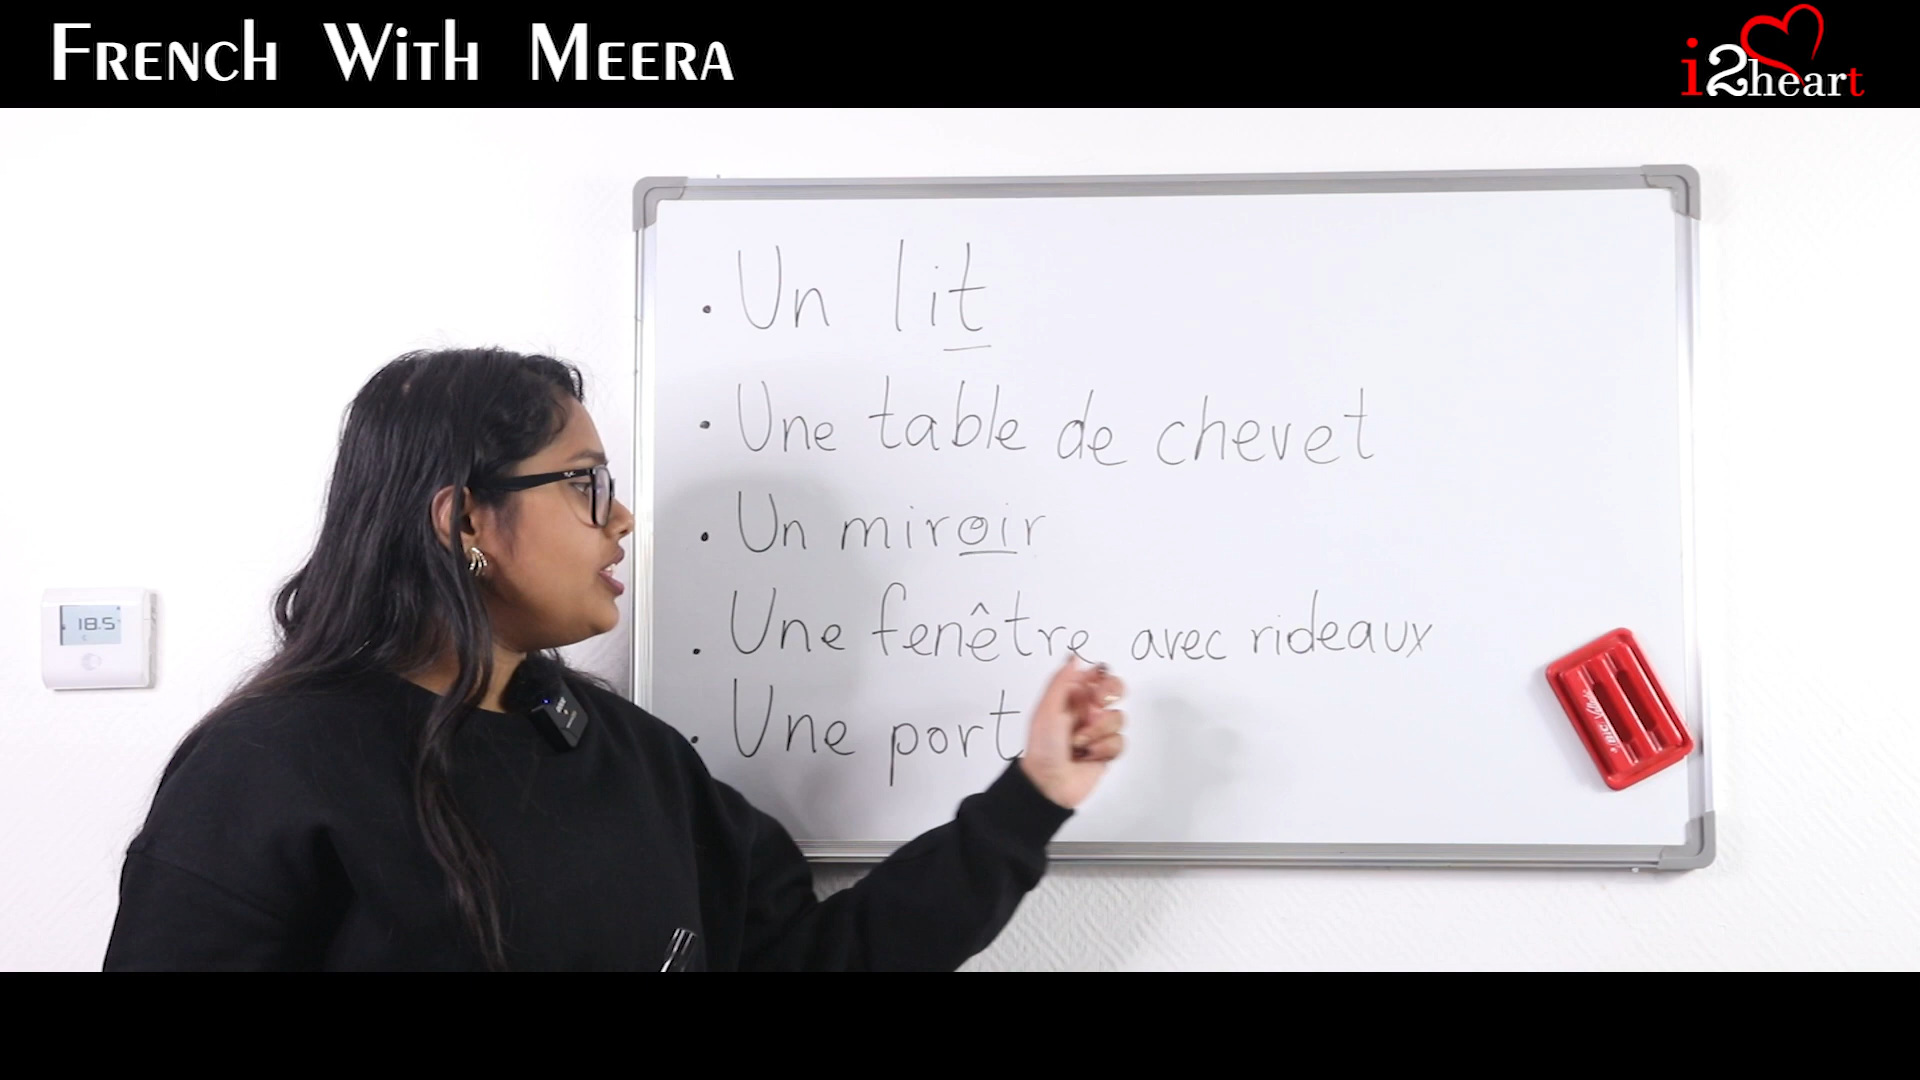 French With Meera
i2heart
. Un lit
. Une table de chevet
. Un miroir
. Une fenêtre avec rideaux
. Une port
18.5